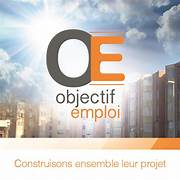 OE
objectif
emploi
Construisons ensemble leur projet